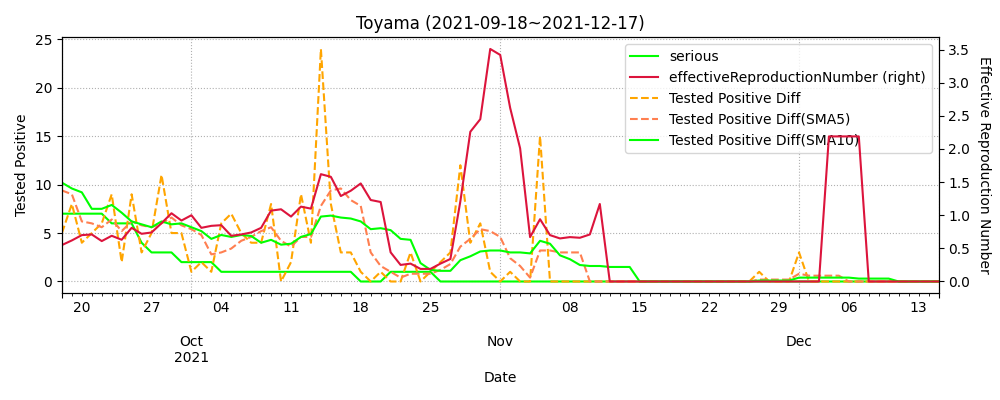 Toyama (2021-09-18~2021-12-17)
Tested Positive
25
20
15
10
5
0
serious
effectiveReproductionNumber (right)
Tested Positive Diff
Tested Positive Diff(SMA5)
Tested Positive Diff(SMA10)
3.5
3.0
2.5
2.0
1.5
1.0
0.5
0.0
Effective Reproduction Number
20 27 04 11 18 25 08 15 22 29 06 13
Oct Nov Dec
2021
Date